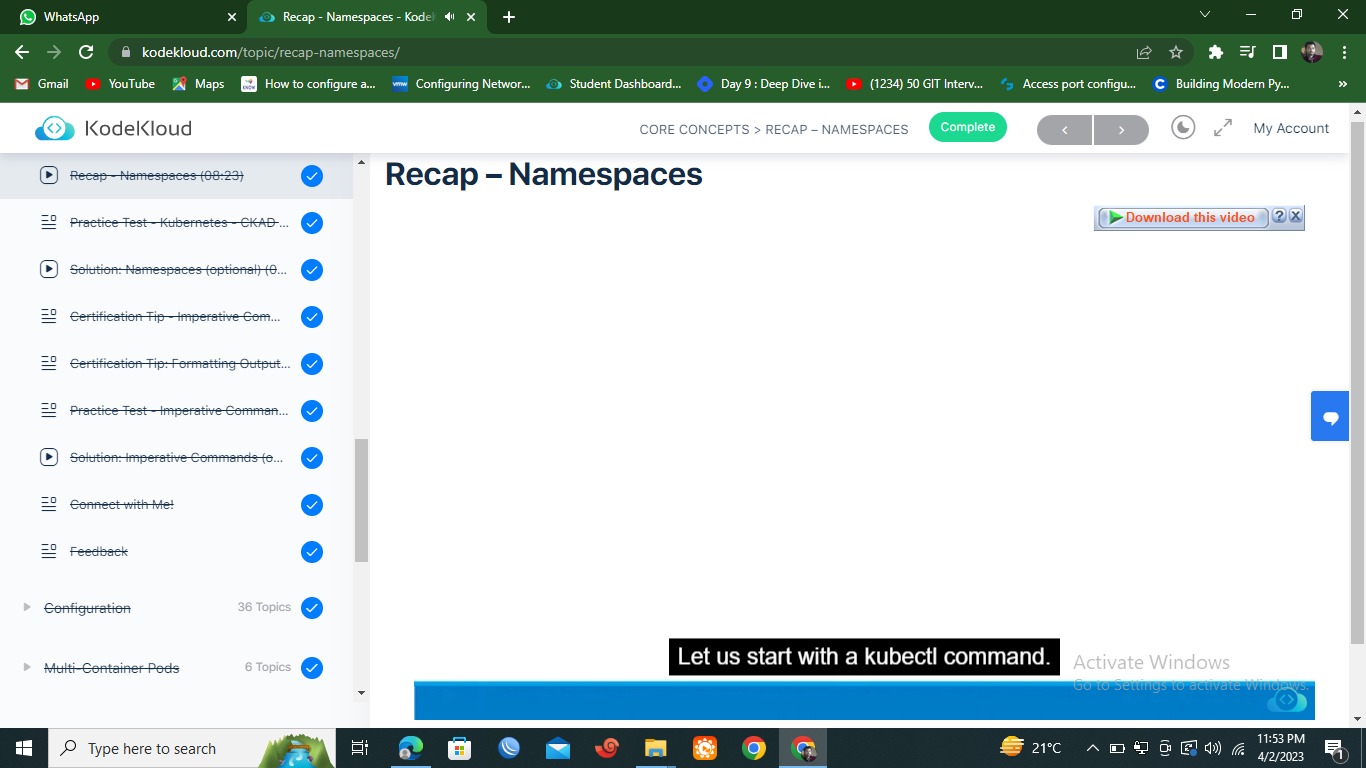 WhatsApp
Recap - Namespaces - Kodek
kodekloud.com/topic/recap-namespaces/
Gmail
YouTube
Maps
How to configure a...
Configuring Networ...
Student Dashboard...
Day 9 : Deep Dive i...
(1234) 50 GIT Interv...
Access port configu...
Building Modern Py...
KodeKloud
CORE CONCEPTS > RECAP – NAMESPACES
Complete
My Account
Recap - Namespaces (08:23)
Practice Test - Kubernetes - CKAD ...
Solution: Namespaces (optional) (0...
Certification Tip - Imperative Com...
Certification Tip: Formatting Output...
Practice Test - Imperative Comman...
Solution: Imperative Commands (o...
Connect with Me!
Feedback
Configuration
36 Topics
Multi-Container Pods
6 Topics
Recap – Namespaces
Download this video
?
X
Let us start with a kubectl command.
Activate Windows
Go to Settings to activate Windows.
Type here to search
21°C
11:53 PM
4/2/2023
1